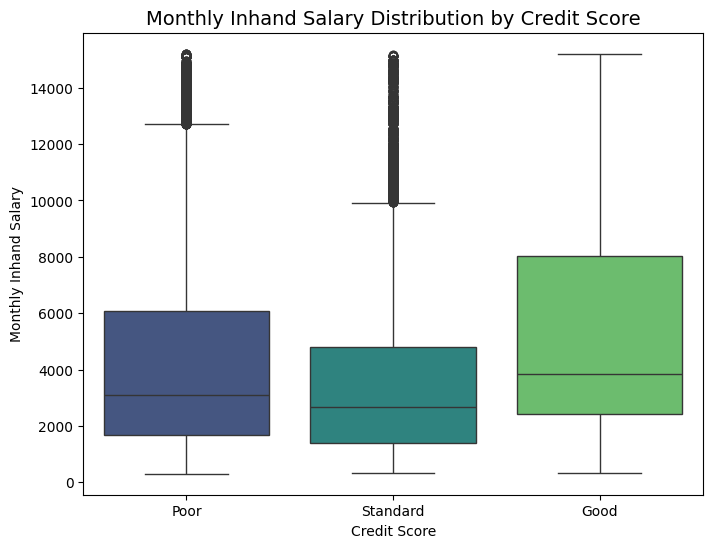 Monthly Inhand Salary Distribution by Credit Score
14000
12000
10000
8000
6000
4000
2000
0
Monthly Inhand Salary
Poor
Standard
Good
Credit Score